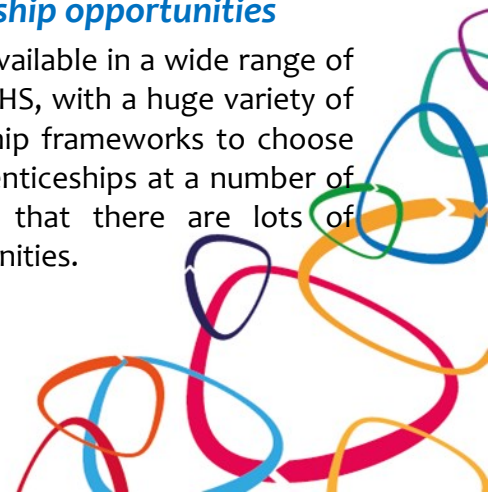 ship opportunities
vailable in a wide range of
HS, with a huge variety of
hip frameworks to choose
enticeships at a number of
that there are lots of
nities.